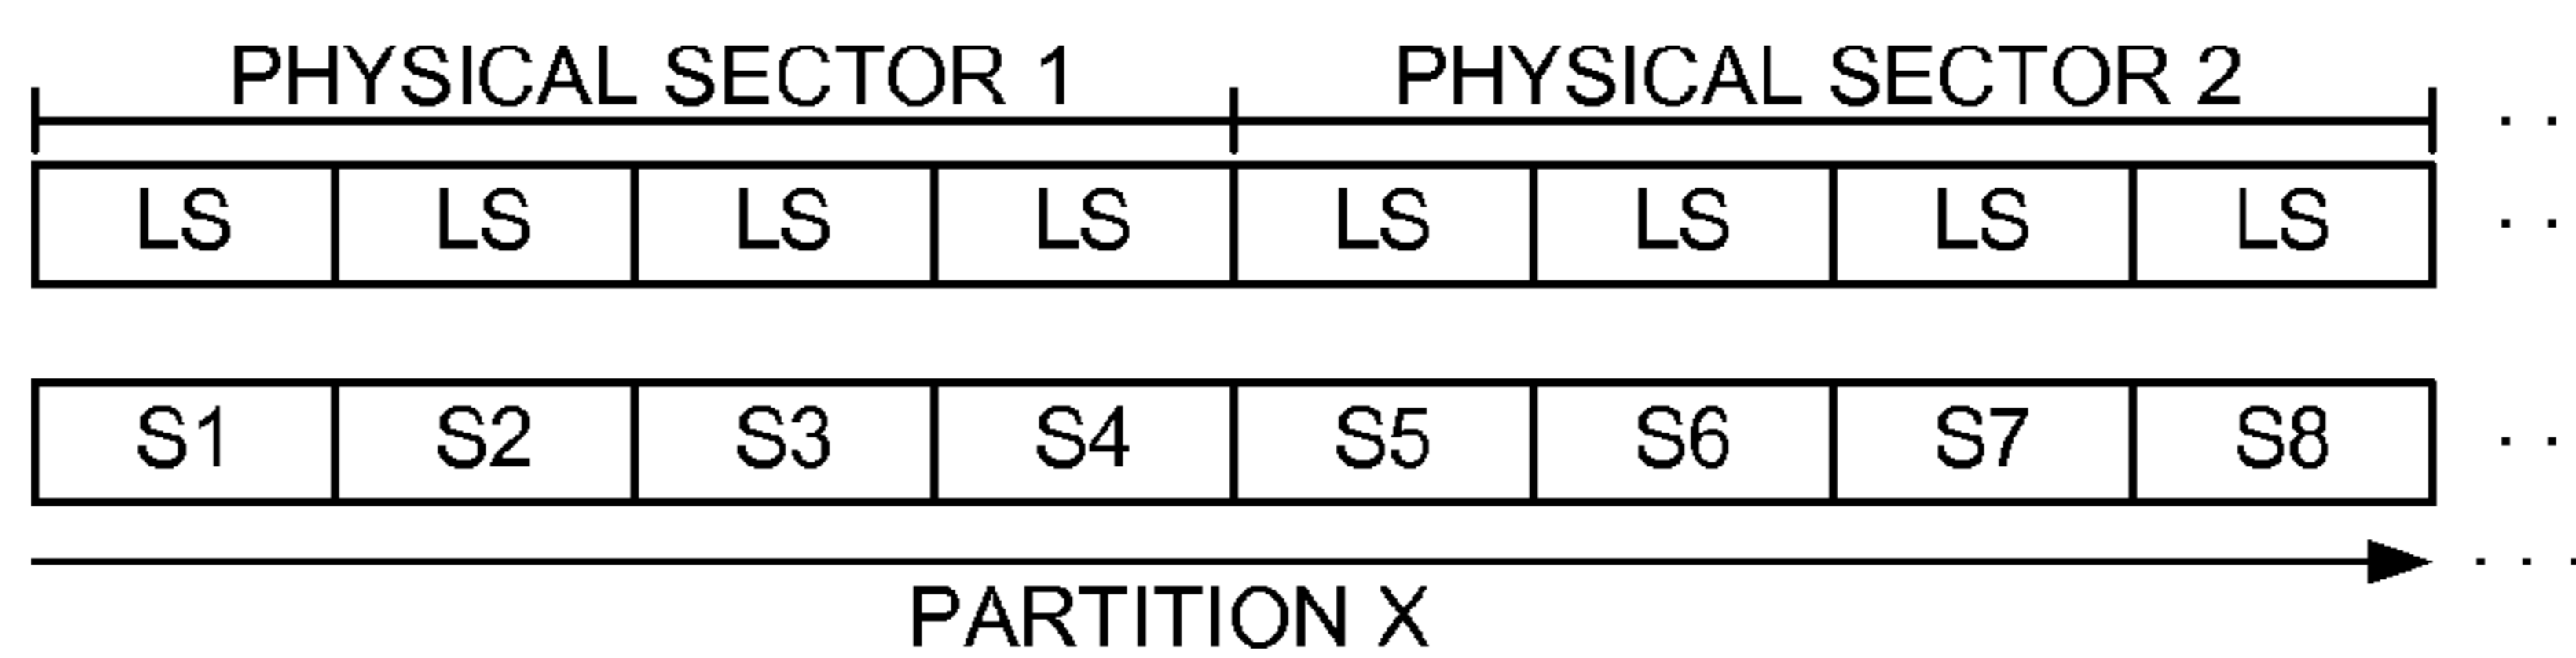 PHYSICAL SECTOR 1 PHYSICAL SECTOR 2 . .
LS LS LS LS LS LS LS LS . .
S1 S2 S3 S4 S5 S6 S7 S8 . .
. . .
PARTITION X